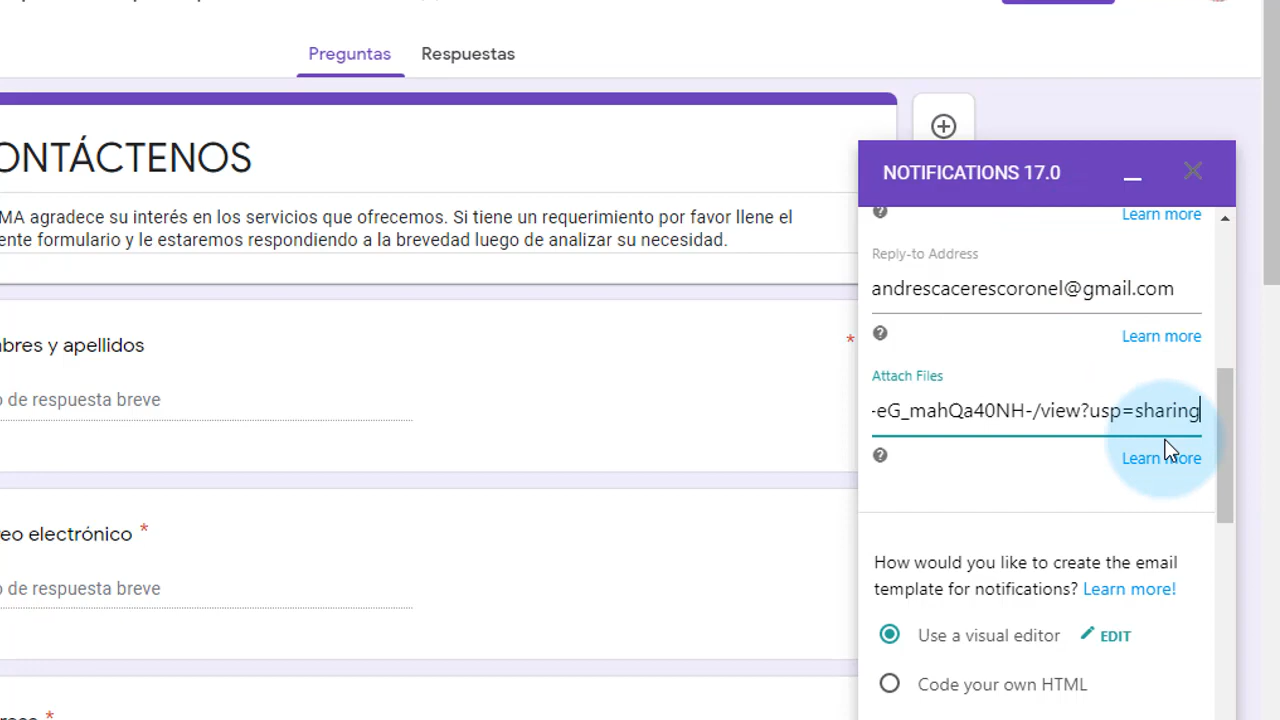 Preguntas Respuestas
ONTÁCTENOS
MA agradece su interés en los servicios que ofrecemos. Si tiene un requerimiento por favor llene el
ente formulario y le estaremos respondiendo a la brevedad luego de analizar su necesidad.
bres y apellidos *
o de respuesta breve
eo electrónico *
o de respuesta breve
*
NOTIFICATIONS 17.0
Learn more
Reply-to Address
andrescacerescoronel@gmail.com
Learn more
Attach Files
-eG_mahQa40NH-/view?usp=sharing
Learn more
How would you like to create the email
template for notifications? Learn more!
Use a visual editor EDIT
Code your own HTML